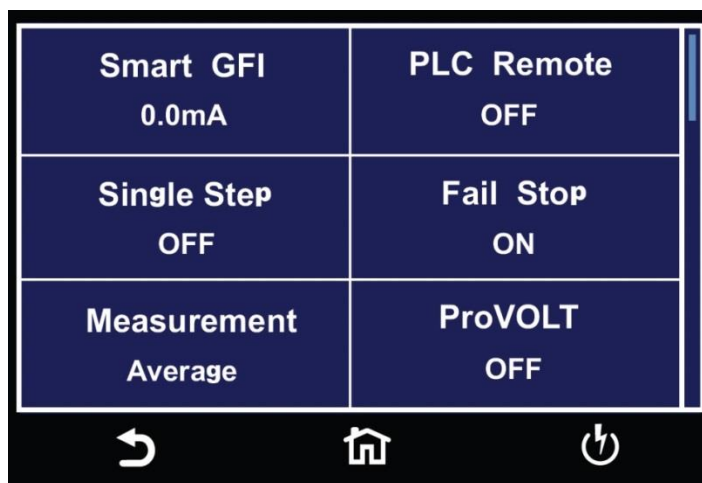 Smart GFI
0.0mA
PLC Remote
OFF
Single Step
OFF
Fail Stop
ON
Measurement
Average
ProVOLT
OFF